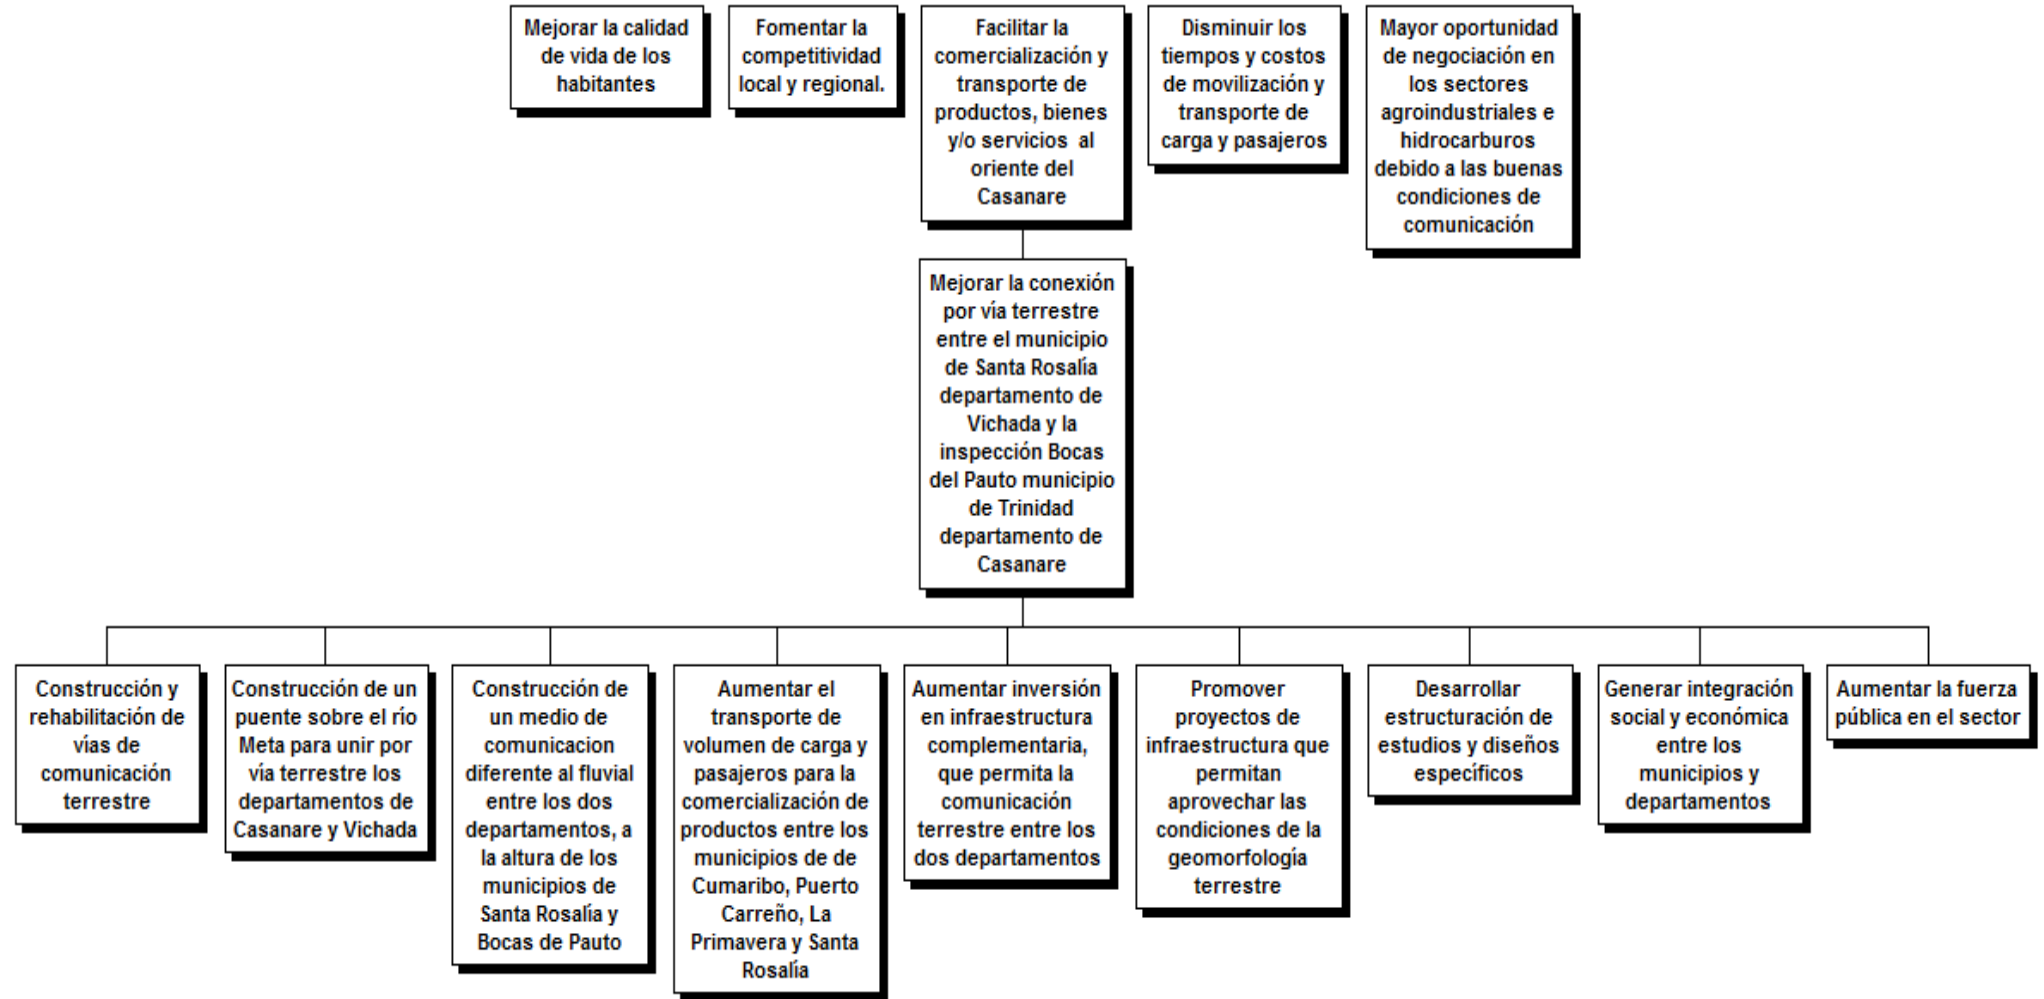 Mejorar la calidad
de vida de los
habitantes
Fomentar la
competitividad
local y regional.
Facilitar la
comercialización y
transporte de
productos, bienes
y/o servicios al
oriente del
Casanare
Disminuir los
tiempos y costos
de movilización y
transporte de
carga y pasajeros
Mayor oportunidad
de negociación en
los sectores
agroindustriales e
hidrocarburos
debido a las buenas
condiciones de
comunicación
Mejorar la conexión
por vía terrestre
entre el municipio
de Santa Rosalía
departamento de
Vichada y la
inspección Bocas
del Pauto municipio
de Trinidad
departamento de
Casanare
Construcción y
rehabilitación de
vías de
comunicación
terrestre
Construcción de un
puente sobre el río
Meta para unir por
vía terrestre los
departamentos de
Casanare y Vichada
Construcción de
un medio de
comunicacion
diferente al fluvial
entre los dos
departamentos, a
la altura de los
municipios de
Santa Rosalía y
Bocas de Pauto
Aumentar el
transporte de
volumen de carga y
pasajeros para la
comercialización de
productos entre los
municipios de de
Cumaribo, Puerto
Carreño, La
Primavera y Santa
Rosalía
Aumentar inversión
en infraestructura
complementaria,
que permita la
comunicación
terrestre entre los
dos departamentos
Promover
proyectos de
infraestructura que
permitan
aprovechar las
condiciones de la
geomorfología
terrestre
Desarrollar
estructuración de
estudios y diseños
específicos
Generar integración
social y económica
entre los
municipios y
departamentos
Aumentar la fuerza
pública en el sector